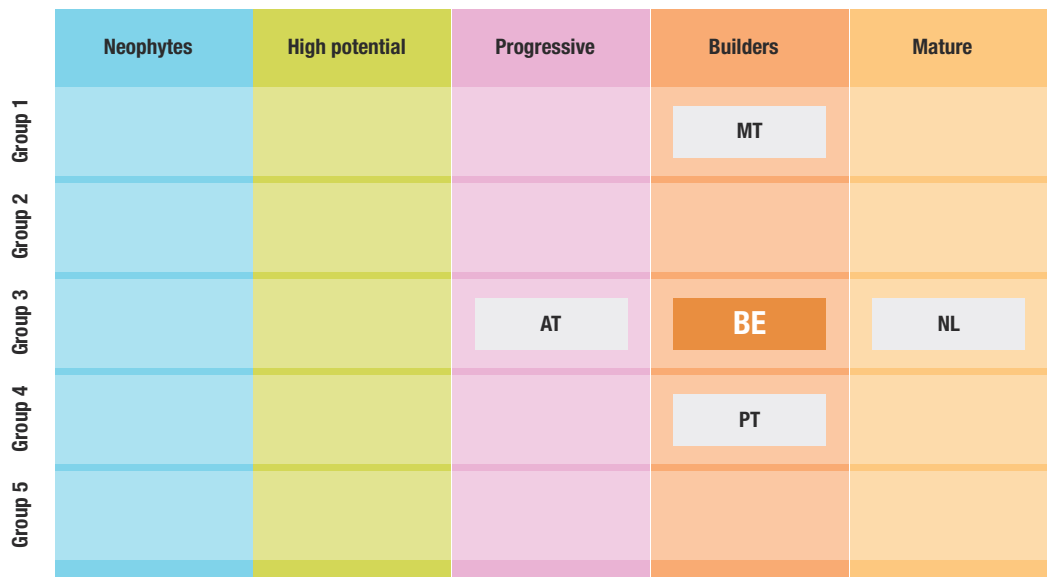 Neophytes
High potential
Progressive
Builders
Mature
Group 1
MT
Group 2
Group 3
AT
BE
NL
Group 4
PT
Group 5